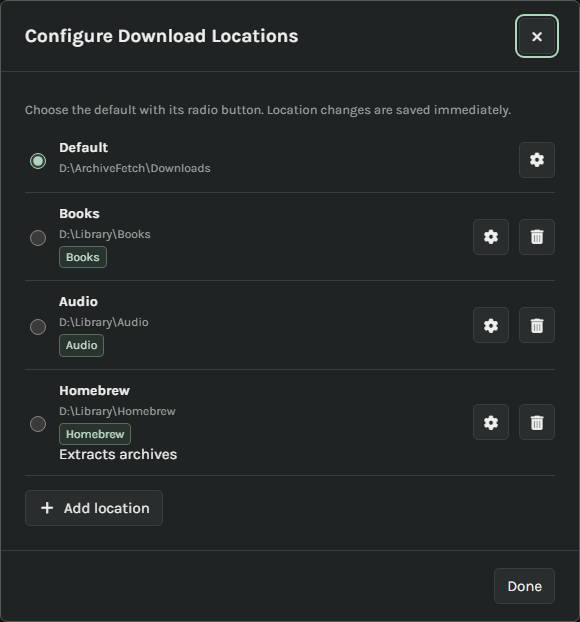 Configure Download Locations
Choose the default with its radio button. Location changes are saved immediately.
Default
D:\ArchiveFetch\Downloads
Books
D:\Library\Books
Books
Audio
D:\Library\Audio
Audio
Homebrew
D:\Library\Homebrew
Homebrew
Extracts archives
Add location
Done